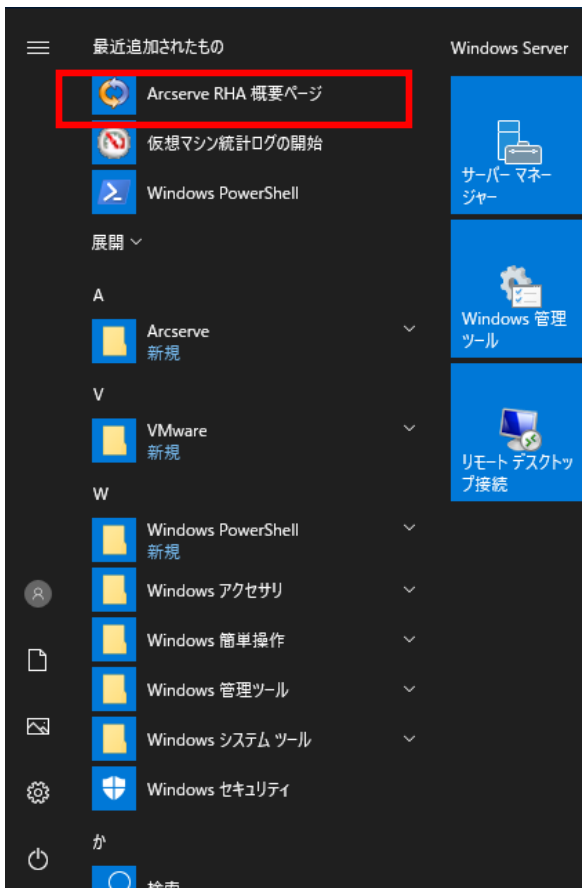 最近追加されたもの
Arcserve RHA 概要ページ
仮想マシン統計ログの開始
Windows PowerShell
展開
A
Arcserve
新規
V
VMware
新規
W
Windows PowerShell
新規
Windows アクセサリ
Windows 簡単操作
Windows 管理ツール
Windows システム ツール
Windows セキュリティ
か
検索
Windows Server
サーバー マネー
ジャー
Windows 管理
ツール
リモート デスクトッ
プ接続